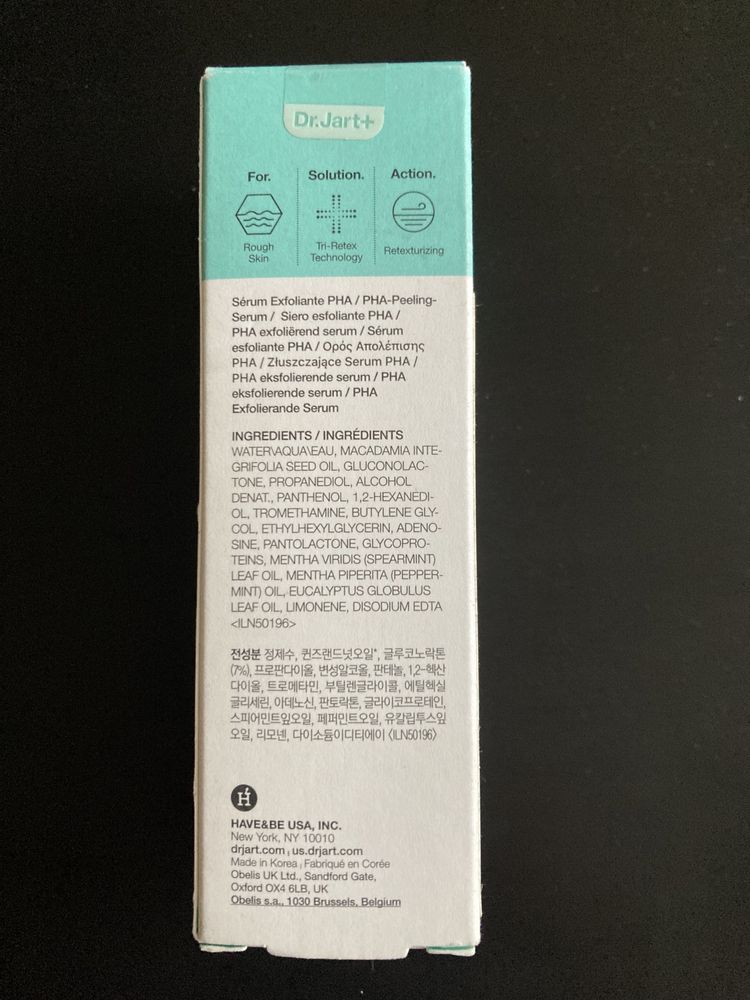 Dr.Jart+
For. Solution. Action.
Rough Skin
Tri-Retex Technology
Retexturizing
Sérum Exfoliante PHA / PHA-Peeling-
Serum / Siero esfoliante PHA /
PHA exfoliërend serum / Sérum
esfoliante PHA / Ορός Απολέπισης
PHA / Złuszczające Serum PHA /
PHA eksfolierende serum / PHA
eksfolierende serum / PHA
Exfolierande Serum
INGREDIENTS / INGRÉDIENTS
WATER\AQUA\EAU, MACADAMIA INTE-
GRIFOLIA SEED OIL, GLUCONOLAC-
TONE, PROPANEDIOL, ALCOHOL
DENAT., PANTHENOL, 1,2-HEXANEDI-
OL, TROMETHAMINE, BUTYLENE GLY-
COL, ETHYLHEXYLGLYCERIN, ADENO-
SINE, PANTOLACTONE, GLYCOPRO-
TEINS, MENTHA VIRIDIS (SPEARMINT)
LEAF OIL, MENTHA PIPERITA (PEPPER-
MINT) OIL, EUCALYPTUS GLOBULUS
LEAF OIL, LIMONENE, DISODIUM EDTA
<ILN50196>
전성분 정제수, 퀸즈랜드넛오일*, 글루코노락톤
(7%), 프로판다이올, 변성알코올, 판테놀, 1,2-헥산
다이올, 트로메타민, 부틸렌글라이콜, 에틸헥실
글리세린, 아데노신, 판토락톤, 글라이코프로테인,
스피어민트잎오일, 페퍼민트오일, 유칼립투스잎
오일, 리모넨, 다이소듐이디티에이 <ILN50196>
H
HAVE&BE USA, INC.
New York, NY 10010
drjart.com | us.drjart.com
Made in Korea | Fabriqué en Corée
Obelis UK Ltd., Sandford Gate,
Oxford OX4 6LB, UK
Obelis s.a., 1030 Brussels, Belgium